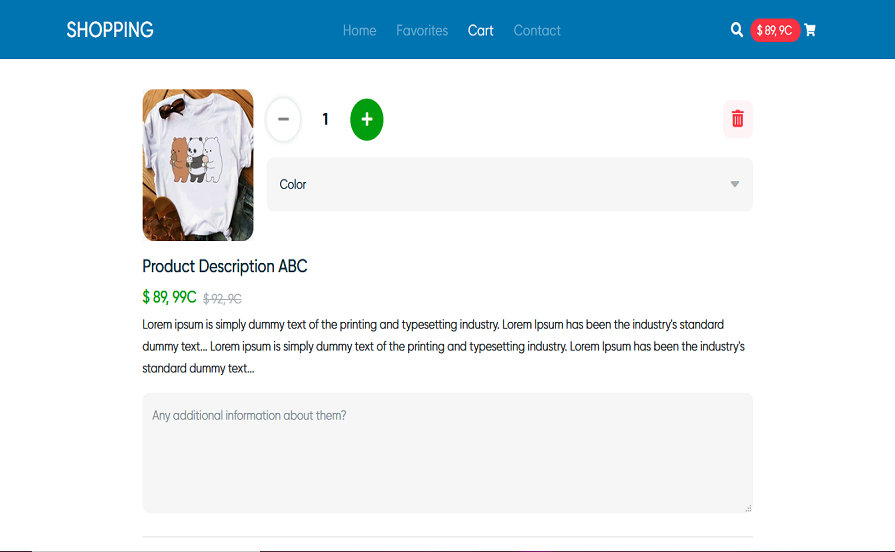 SHOPPING
Home Favorites Cart Contact
$ 89, 9C
1
Color
Product Description ABC
$ 89, 99C $ 92, 9C
Lorem ipsum is simply dummy text of the printing and typesetting industry. Lorem Ipsum has been the industry's standard
dummy text... Lorem ipsum is simply dummy text of the printing and typesetting industry. Lorem Ipsum has been the industry's
standard dummy text...
Any additional information about them?